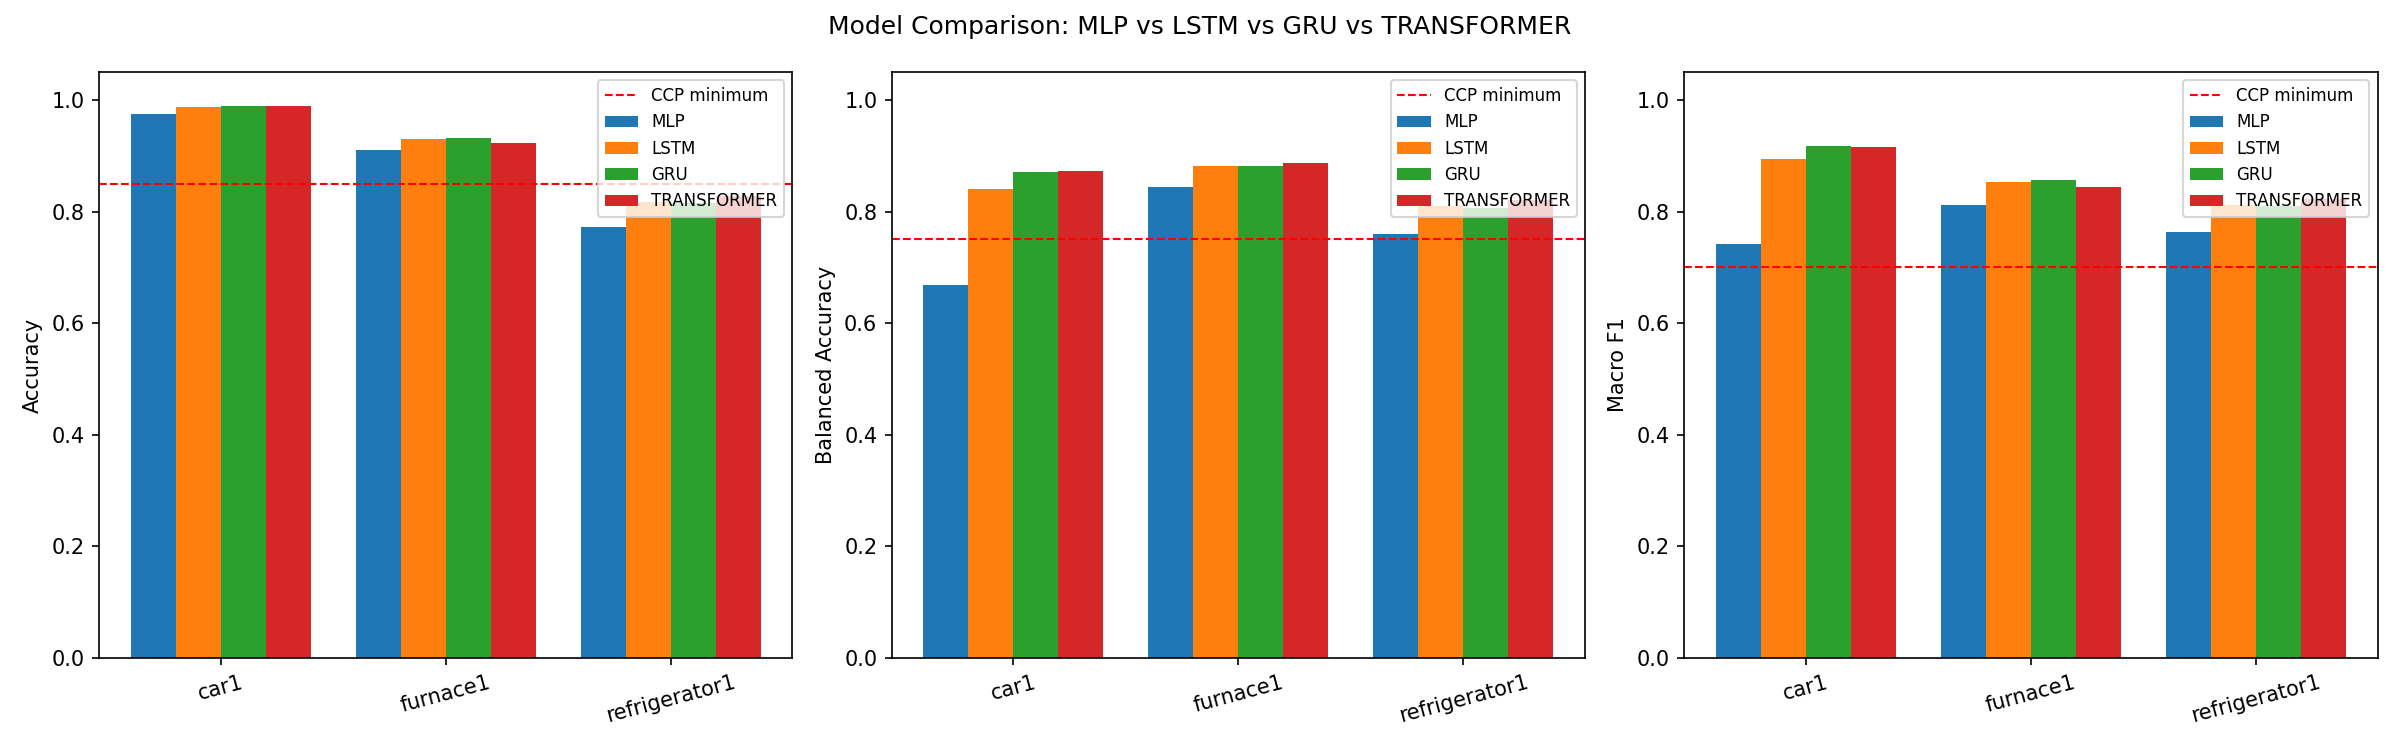 Model Comparison: MLP vs LSTM vs GRU vs TRANSFORMER
Accuracy
1.0
0.8
0.6
0.4
0.2
0.0
car1
furnace1
refrigerator1
CCP minimum
MLP
LSTM
GRU
TRANSFORMER
Balanced Accuracy
1.0
0.8
0.6
0.4
0.2
0.0
car1
furnace1
refrigerator1
CCP minimum
MLP
LSTM
GRU
TRANSFORMER
Macro F1
1.0
0.8
0.6
0.4
0.2
0.0
car1
furnace1
refrigerator1
CCP minimum
MLP
LSTM
GRU
TRANSFORMER